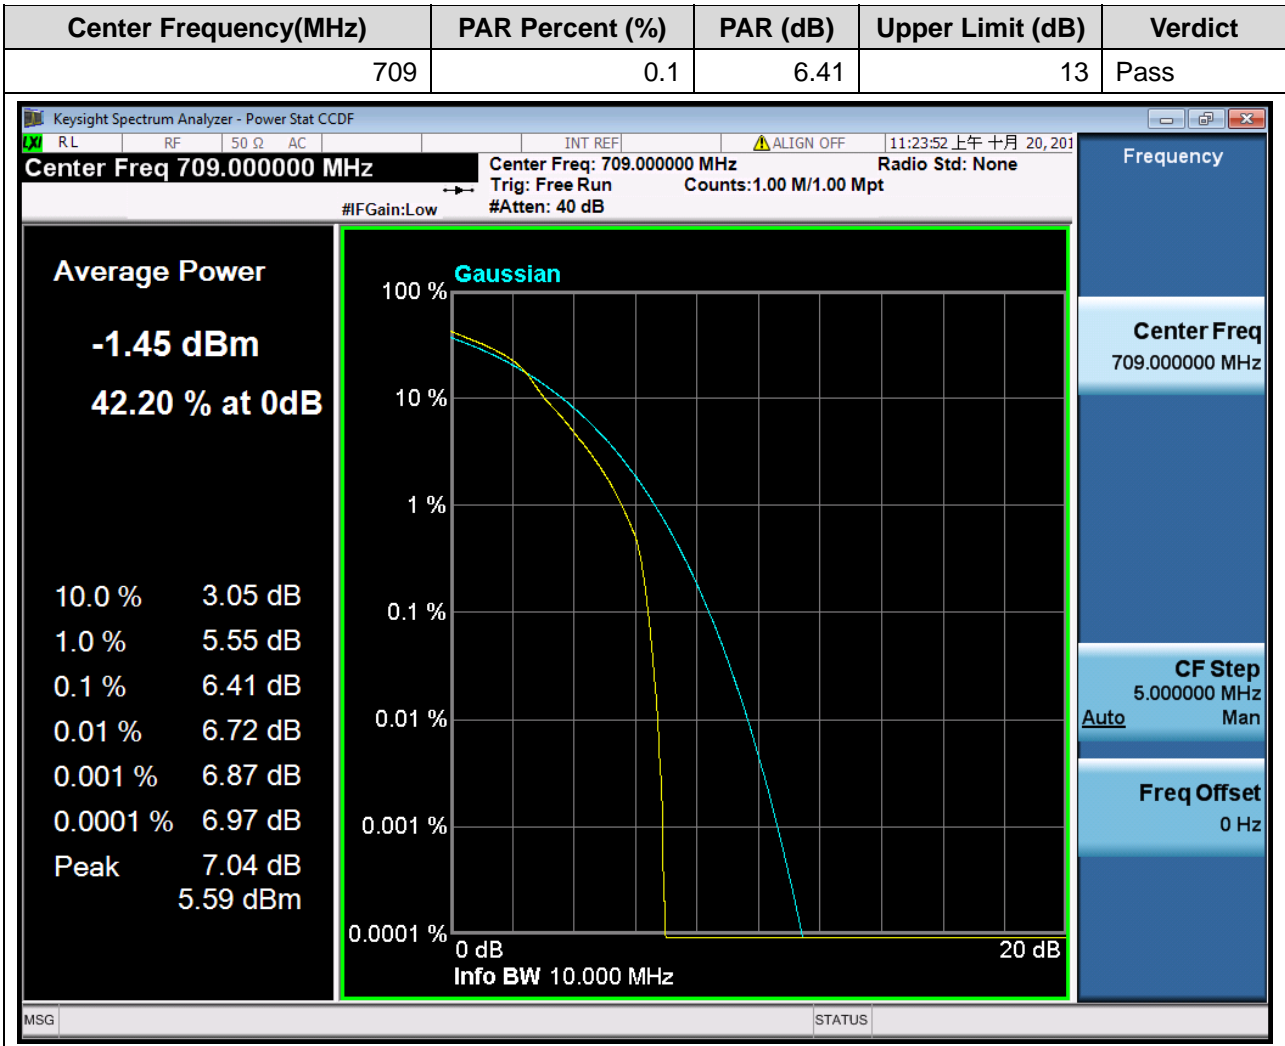 Center Frequency(MHz) PAR Percent (%) PAR (dB) Upper Limit (dB) Verdict
709 0.1 6.41 13 Pass
Keysight Spectrum Analyzer - Power Stat CCDF
LXI RL RF 50 Ω AC INT REF ALIGN OFF 11:23:52 上午 十月 20, 201
Center Freq 709.000000 MHz
#IFGain:Low
Center Freq: 709.000000 MHz Radio Std: None
Trig: Free Run Counts:1.00 M/1.00 Mpt
#Atten: 40 dB
Frequency
Center Freq
709.000000 MHz
CF Step
5.000000 MHz
Auto Man
Freq Offset
0 Hz
Average Power
-1.45 dBm
42.20 % at 0dB
10.0 % 3.05 dB
1.0 % 5.55 dB
0.1 % 6.41 dB
0.01 % 6.72 dB
0.001 % 6.87 dB
0.0001 % 6.97 dB
Peak 7.04 dB
5.59 dBm
Gaussian
100 %
10 %
1 %
0.1 %
0.01 %
0.001 %
0.0001 %
0 dB 20 dB
Info BW 10.000 MHz
MSG STATUS